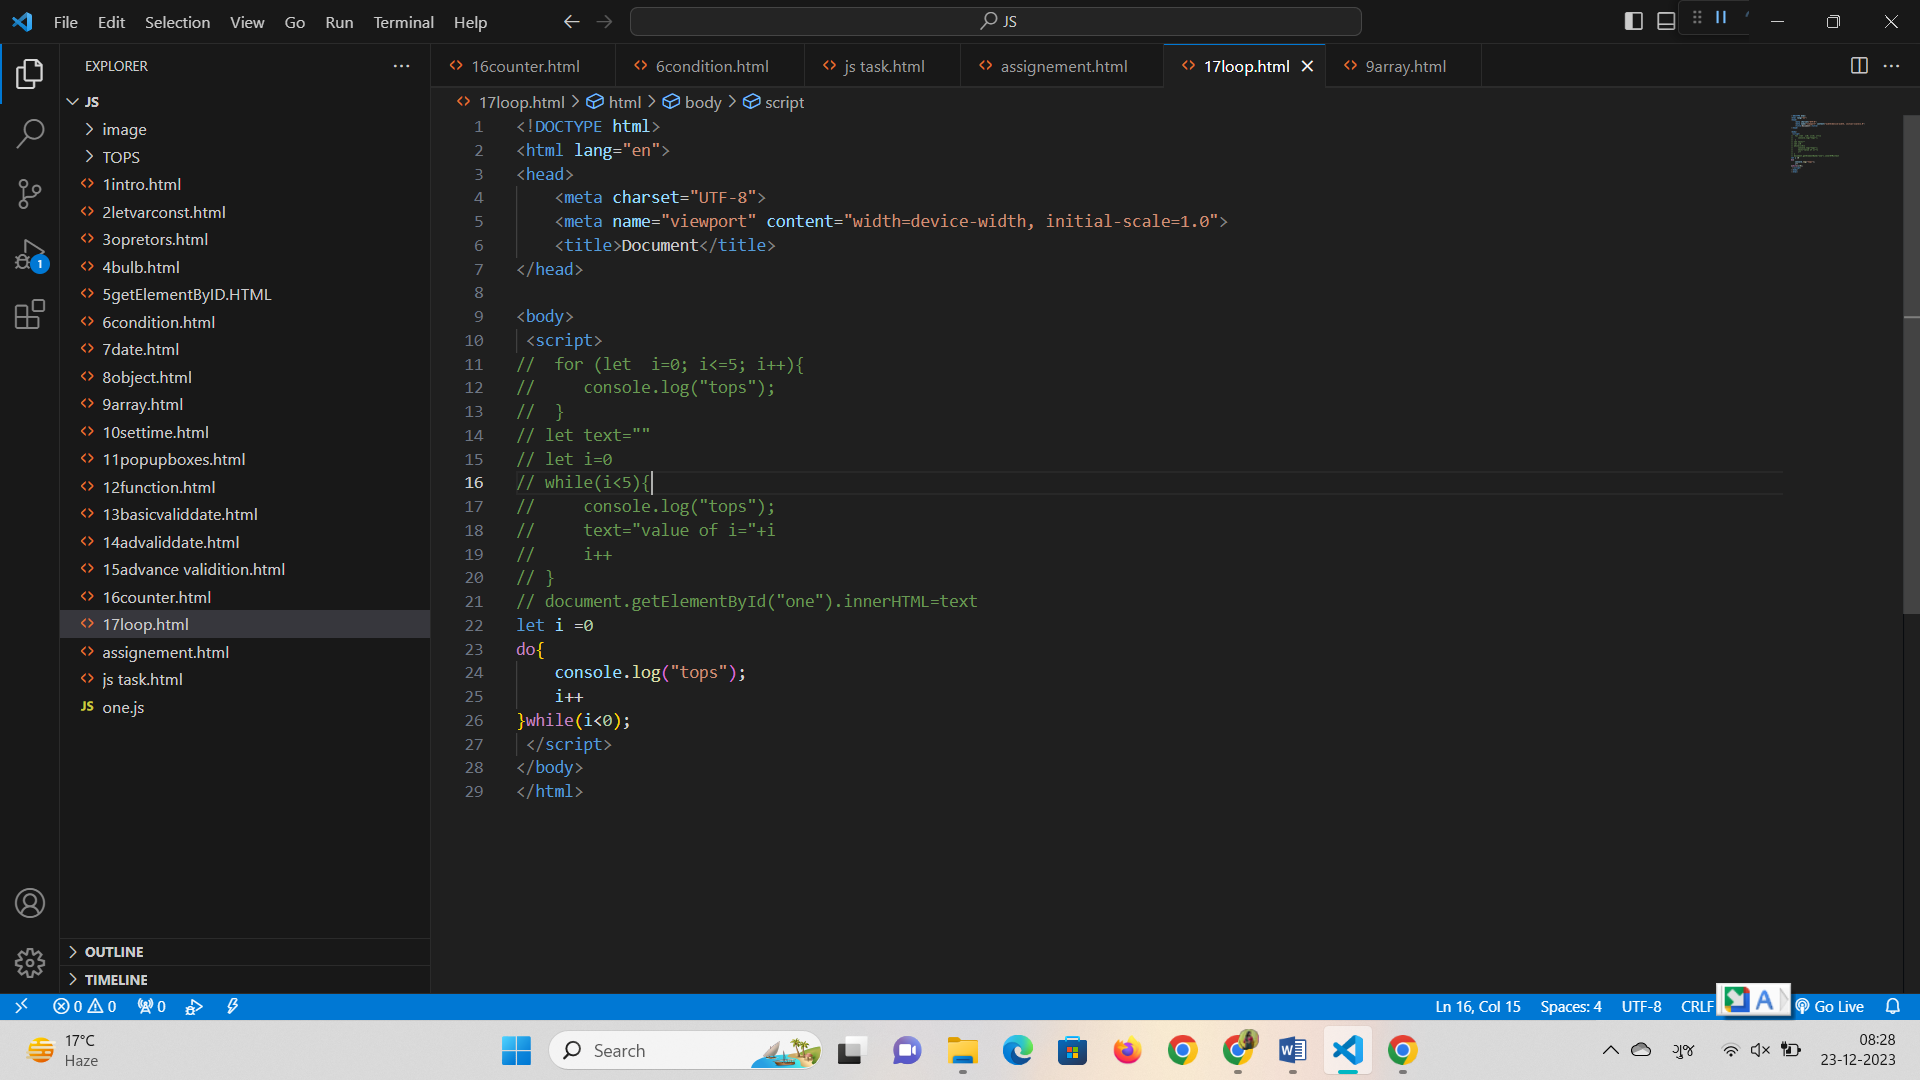 File Edit Selection View Go Run Terminal Help
JS
EXPLORER
16counter.html 6condition.html js task.html assignement.html 17loop.html 9array.html
17loop.html > html > body > script
JS
image
TOPS
1intro.html
2letvarconst.html
3opretors.html
4bulb.html
5getElementByID.HTML
6condition.html
7date.html
8object.html
9array.html
10settime.html
11popupboxes.html
12function.html
13basicvaliddate.html
14advaliddate.html
15advance validition.html
16counter.html
17loop.html
assignement.html
js task.html
JS one.js
OUTLINE
TIMELINE
1
1 <!DOCTYPE html>
2 <html lang="en">
3 <head>
4     <meta charset="UTF-8">
5     <meta name="viewport" content="width=device-width, initial-scale=1.0">
6     <title>Document</title>
7 </head>
8
9 <body>
10  <script>
11 //  for (let  i=0; i<=5; i++){
12 //     console.log("tops");
13 //  }
14 // let text=""
15 // let i=0
16 // while(i<5){
17 //     console.log("tops");
18 //     text="value of i="+i
19 //     i++
20 // }
21 // document.getElementById("one").innerHTML=text
22 let i =0
23 do{
24     console.log("tops");
25     i++
26 }while(i<0);
27  </script>
28 </body>
29 </html>
0 0 0 Ln 16, Col 15 Spaces: 4 UTF-8 CRLF A Go Live
17°C
Haze
Search
ગુજ
08:28
23-12-2023